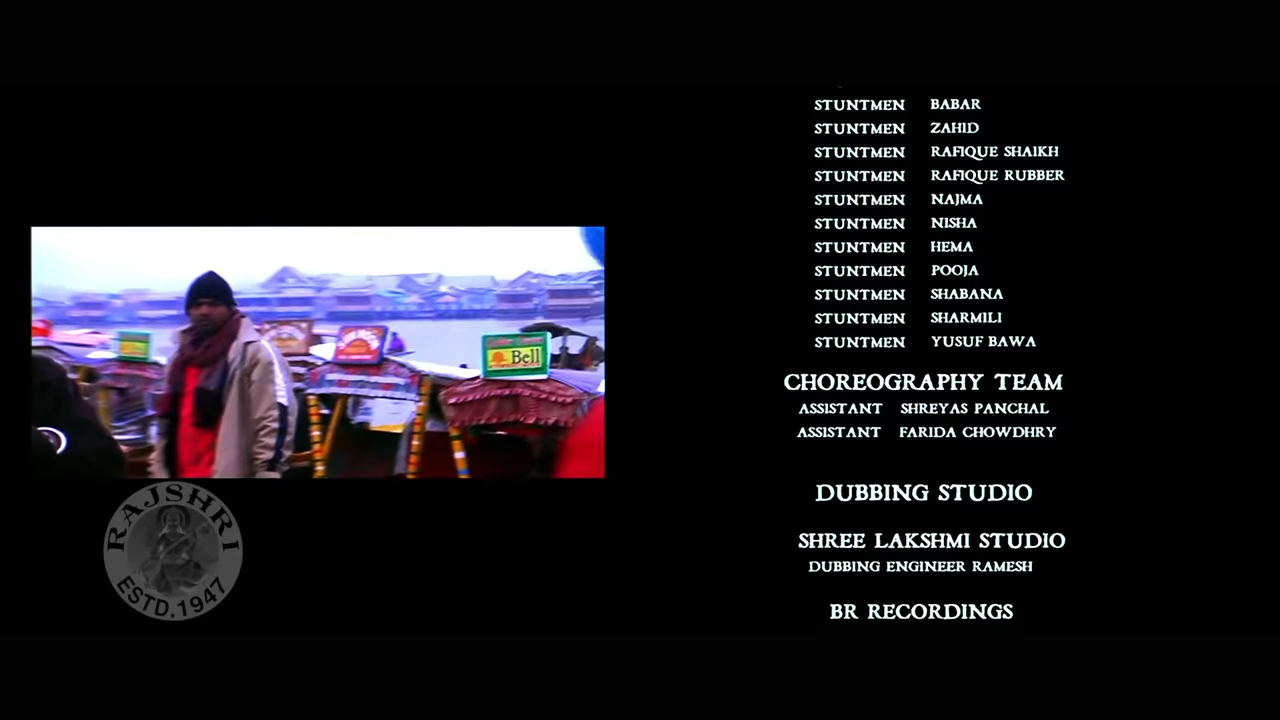 STUNTMEN BABAR
STUNTMEN ZAHID
STUNTMEN RAFIQUE SHAIKH
STUNTMEN RAFIQUE RUBBER
STUNTMEN NAJMA
STUNTMEN NISHA
STUNTMEN HEMA
STUNTMEN POOJA
STUNTMEN SHABANA
STUNTMEN SHARMILI
STUNTMEN YUSUF BAWA
CHOREOGRAPHY TEAM
ASSISTANT SHREYAS PANCHAL
ASSISTANT FARIDA CHOWDHRY
DUBBING STUDIO
SHREE LAKSHMI STUDIO
DUBBING ENGINEER RAMESH
BR RECORDINGS
Bell
RAJSHRI
ESTD.1947